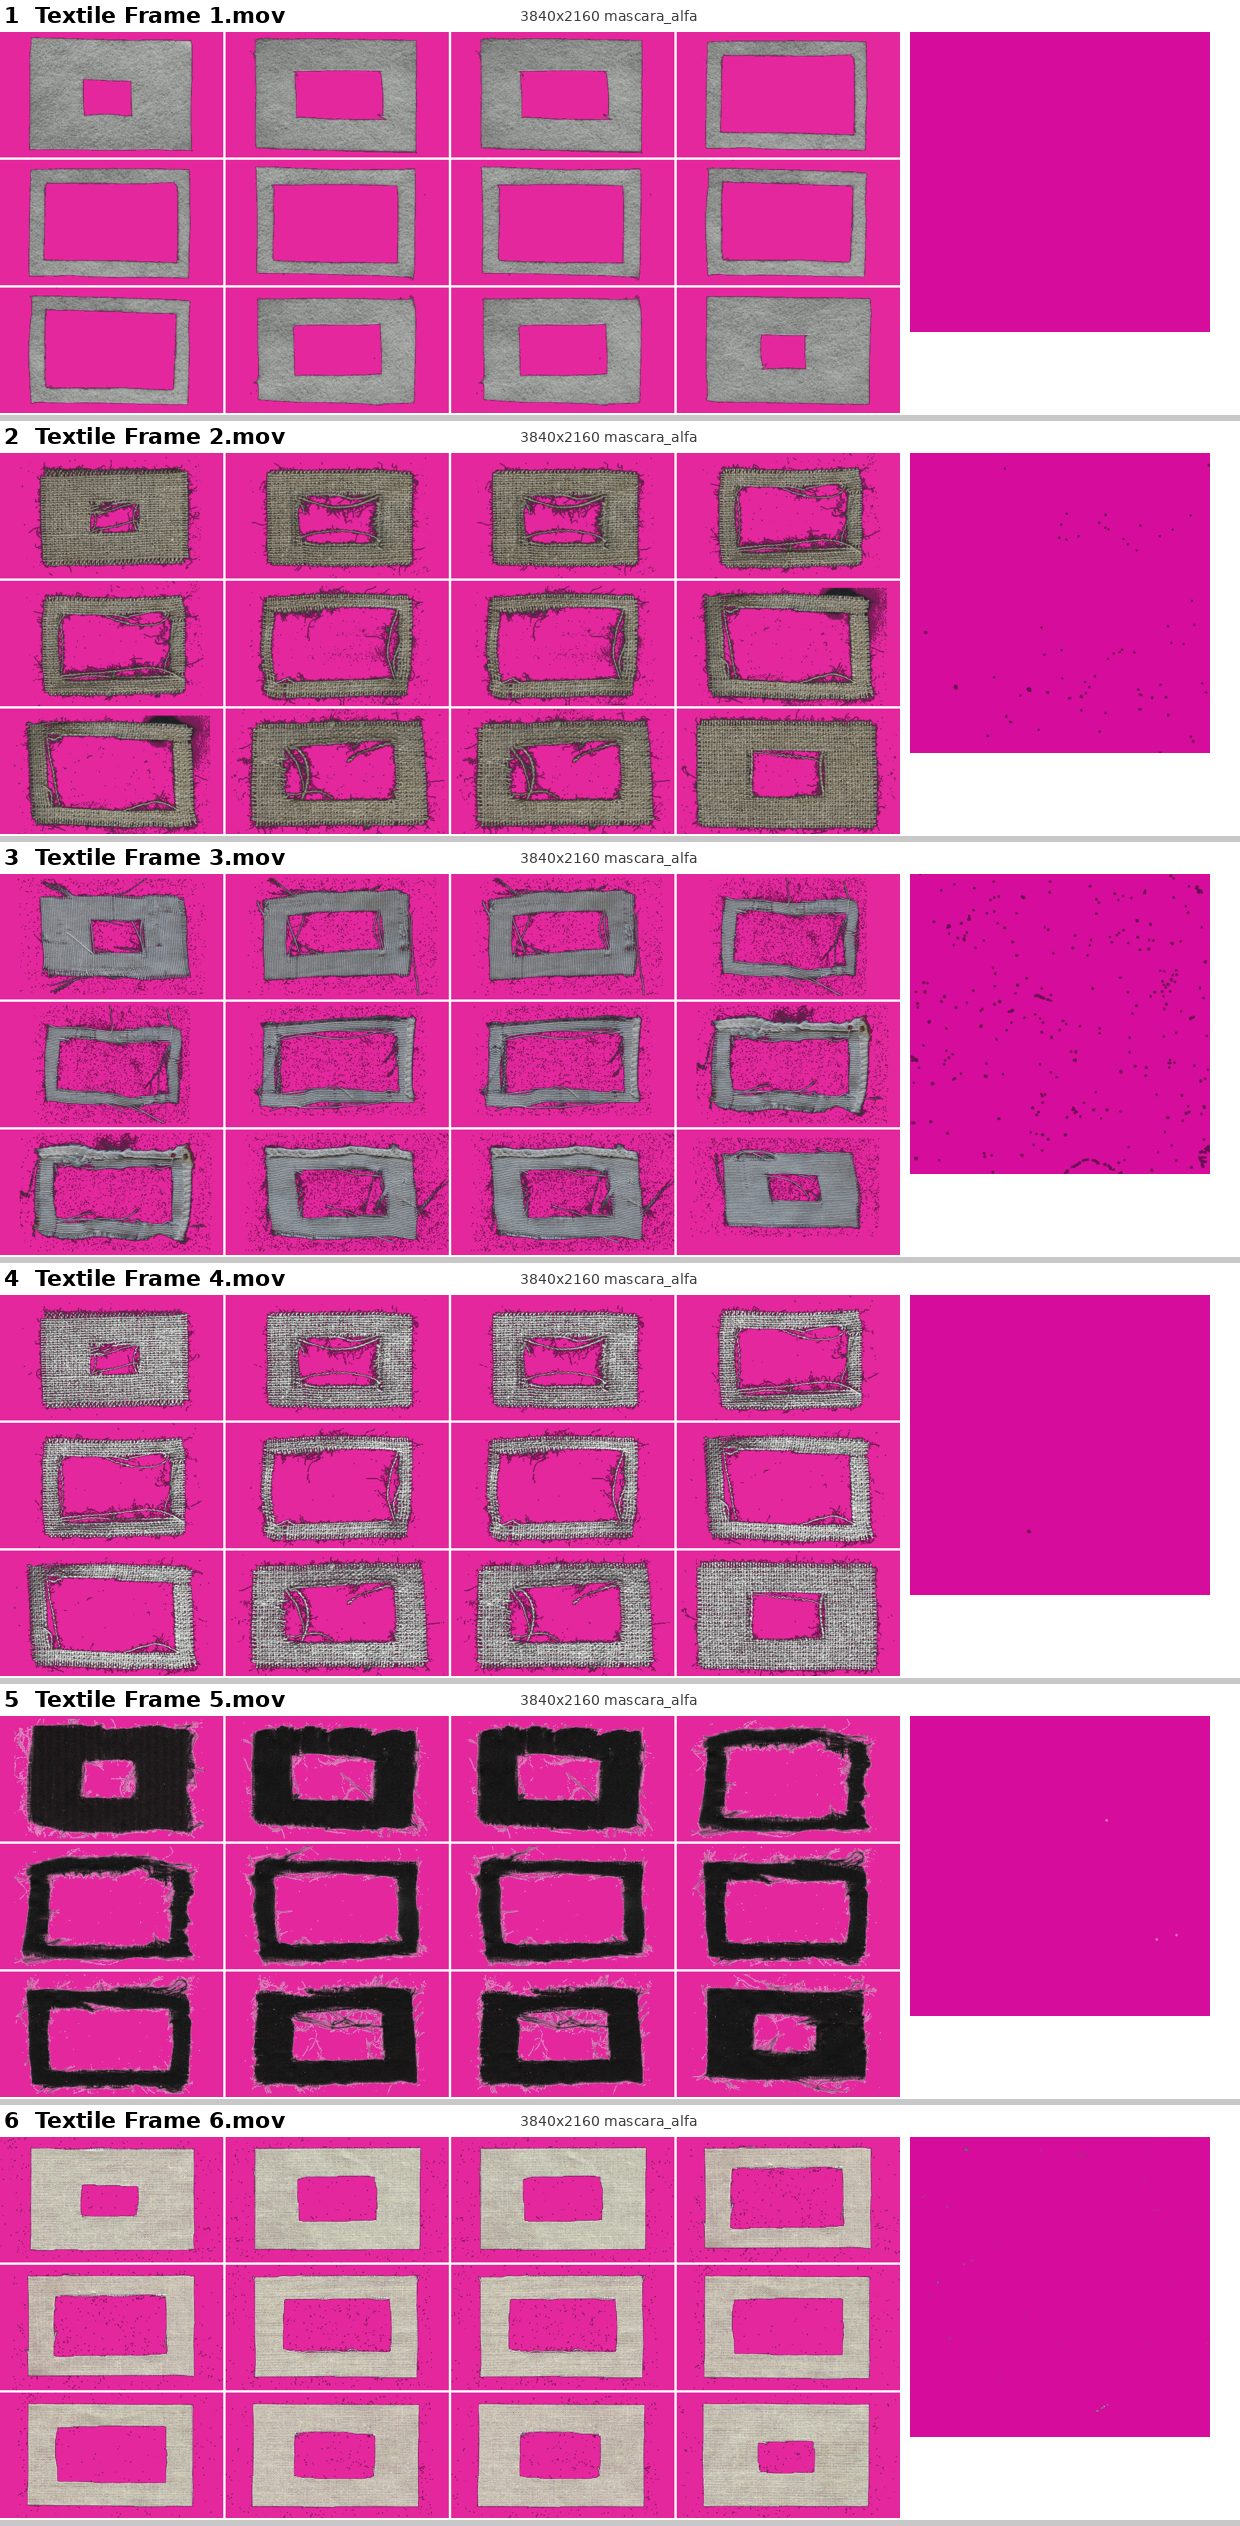 1 Textile Frame 1.mov 3840x2160 mascara_alfa
2 Textile Frame 2.mov 3840x2160 mascara_alfa
3 Textile Frame 3.mov 3840x2160 mascara_alfa
4 Textile Frame 4.mov 3840x2160 mascara_alfa
5 Textile Frame 5.mov 3840x2160 mascara_alfa
6 Textile Frame 6.mov 3840x2160 mascara_alfa